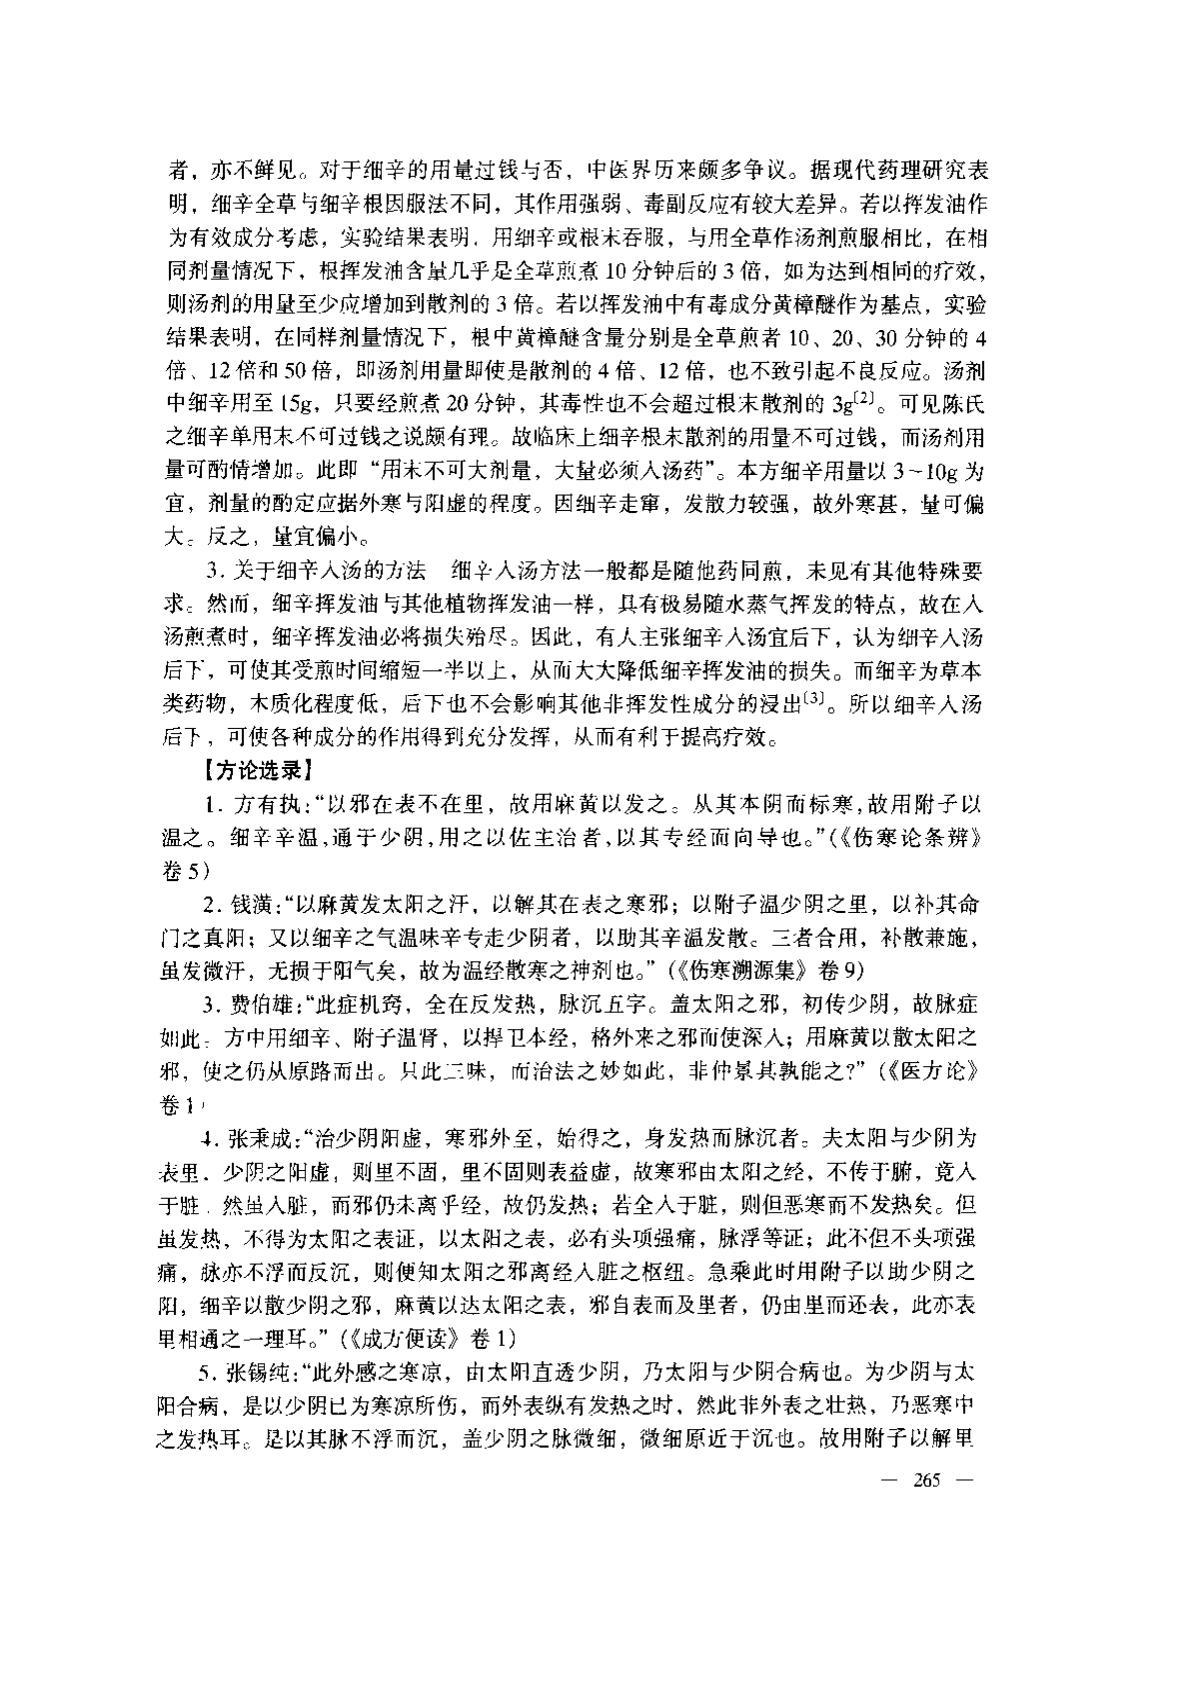 者，亦不鲜见。对于细辛的用量过钱与否，中医界历来颇多争议。据现代药理研究表
明，细辛全草与细辛根因服法不同，其作用强弱、毒副反应有较大差异。若以挥发油作
为有效成分考虑，实验结果表明，用细辛或根末吞服，与用全草作汤剂煎服相比，在相
同剂量情况下，根挥发油含量几乎是全草煎煮 10 分钟后的 3 倍，如为达到相同的疗效，
则汤剂的用量至少应增加到散剂的 3 倍。若以挥发油中有毒成分黄樟醚作为基点，实验
结果表明，在同样剂量情况下，根中黄樟醚含量分别是全草煎者 10、20、30 分钟的 4
倍、12 倍和 50 倍，即汤剂用量即使是散剂的 4 倍、12 倍，也不致引起不良反应。汤剂
中细辛用至 15g，只要经煎煮 20 分钟，其毒性也不会超过根末散剂的 3g〔2〕。可见陈氏
之细辛单用末不可过钱之说颇有理。故临床上细辛根末散剂的用量不可过钱，而汤剂用
量可酌情增加。此即“用末不可大剂量，大量必须入汤药”。本方细辛用量以 3～10g 为
宜，剂量的酌定应据外寒与阳虚的程度。因细辛走窜，发散力较强，故外寒甚，量可偏
大。反之，量宜偏小。
3. 关于细辛入汤的方法　细辛入汤方法一般都是随他药同煎，未见有其他特殊要
求。然而，细辛挥发油与其他植物挥发油一样，具有极易随水蒸气挥发的特点，故在入
汤煎煮时，细辛挥发油必将损失殆尽。因此，有人主张细辛入汤宜后下，认为细辛入汤
后下，可使其受煎时间缩短一半以上，从而大大降低细辛挥发油的损失。而细辛为草本
类药物，木质化程度低，后下也不会影响其他非挥发性成分的浸出〔3〕。所以细辛入汤
后下，可使各种成分的作用得到充分发挥，从而有利于提高疗效。
【方论选录】
1. 方有执：“以邪在表不在里，故用麻黄以发之。从其本阴而标寒，故用附子以
温之。细辛辛温，通于少阴，用之以佐主治者，以其专经而向导也。”（《伤寒论条辨》
卷 5）
2. 钱潢：“以麻黄发太阳之汗，以解其在表之寒邪；以附子温少阴之里，以补其命
门之真阳；又以细辛之气温味辛专走少阴者，以助其辛温发散。三者合用，补散兼施，
虽发微汗，无损于阳气矣，故为温经散寒之神剂也。”（《伤寒溯源集》卷 9）
3. 费伯雄：“此症机窍，全在反发热，脉沉五字。盖太阳之邪，初传少阴，故脉症
如此。方中用细辛、附子温肾，以捍卫本经，格外来之邪而使深入；用麻黄以散太阳之
邪，使之仍从原路而出。只此三味，而治法之妙如此，非仲景其孰能之？”（《医方论》
卷 1）
4. 张秉成：“治少阴阳虚，寒邪外至，始得之，身发热而脉沉者。夫太阳与少阴为
表里．少阴之阳虚，则里不固，里不固则表益虚，故寒邪由太阳之经，不传于腑，竟入
于脏．然虽入脏，而邪仍未离乎经，故仍发热；若全入于脏，则但恶寒而不发热矣。但
虽发热，不得为太阳之表证，以太阳之表，必有头项强痛，脉浮等证；此不但不头项强
痛，脉亦不浮而反沉，则便知太阳之邪离经入脏之枢纽。急乘此时用附子以助少阴之
阳，细辛以散少阴之邪，麻黄以达太阳之表，邪自表而及里者，仍由里而还表，此亦表
里相通之一理耳。”（《成方便读》卷 1）
5. 张锡纯：“此外感之寒凉，由太阳直透少阴，乃太阳与少阴合病也。为少阴与太
阳合病，是以少阴已为寒凉所伤，而外表纵有发热之时，然此非外表之壮热，乃恶寒中
之发热耳。是以其脉不浮而沉，盖少阴之脉微细，微细原近于沉也。故用附子以解里
— 265 —